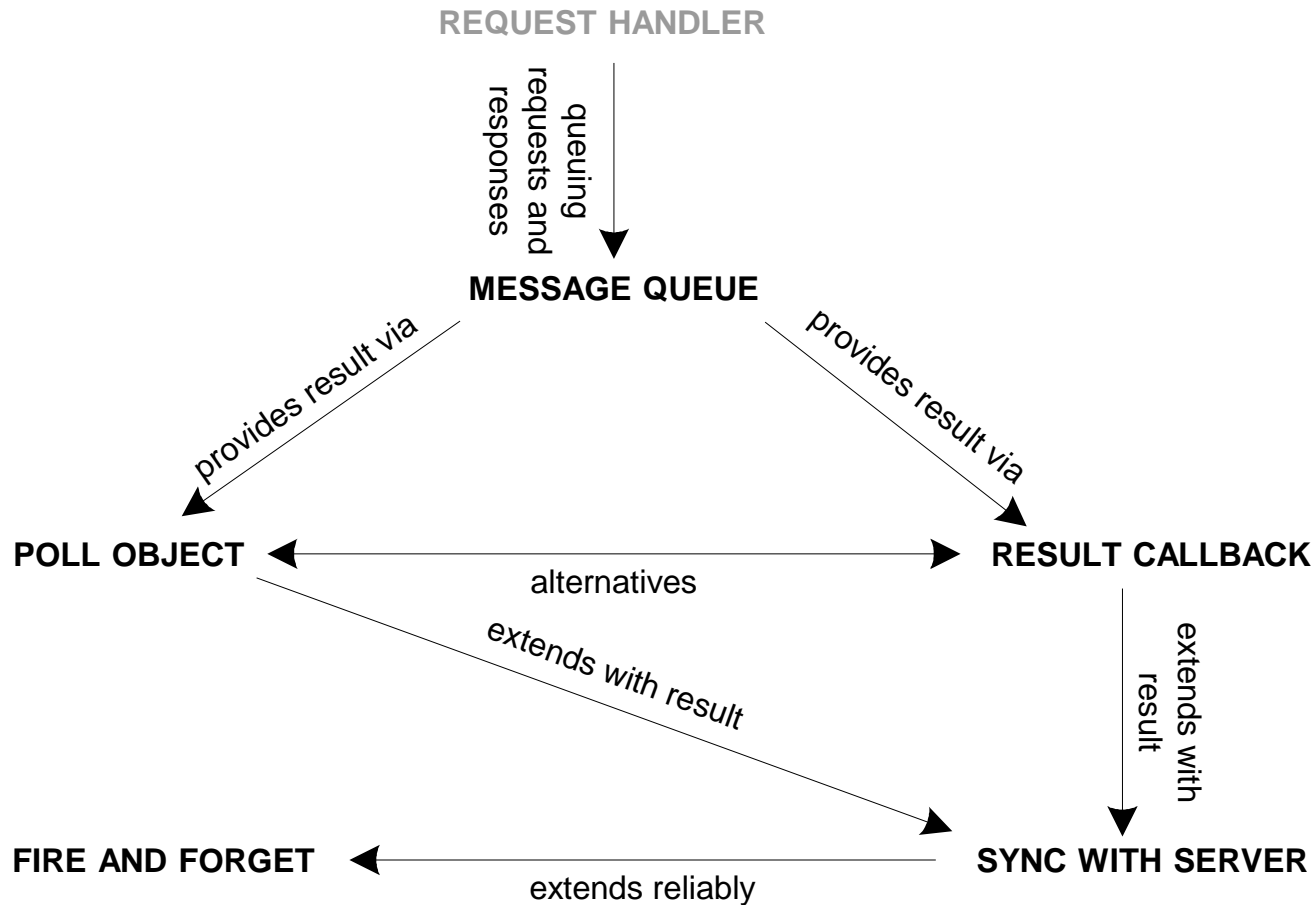 REQUEST HANDLER
queuing
requests and
responses
MESSAGE QUEUE
provides result via
provides result via
POLL OBJECT
RESULT CALLBACK
alternatives
extends with result
extends with
result
FIRE AND FORGET
SYNC WITH SERVER
extends reliably